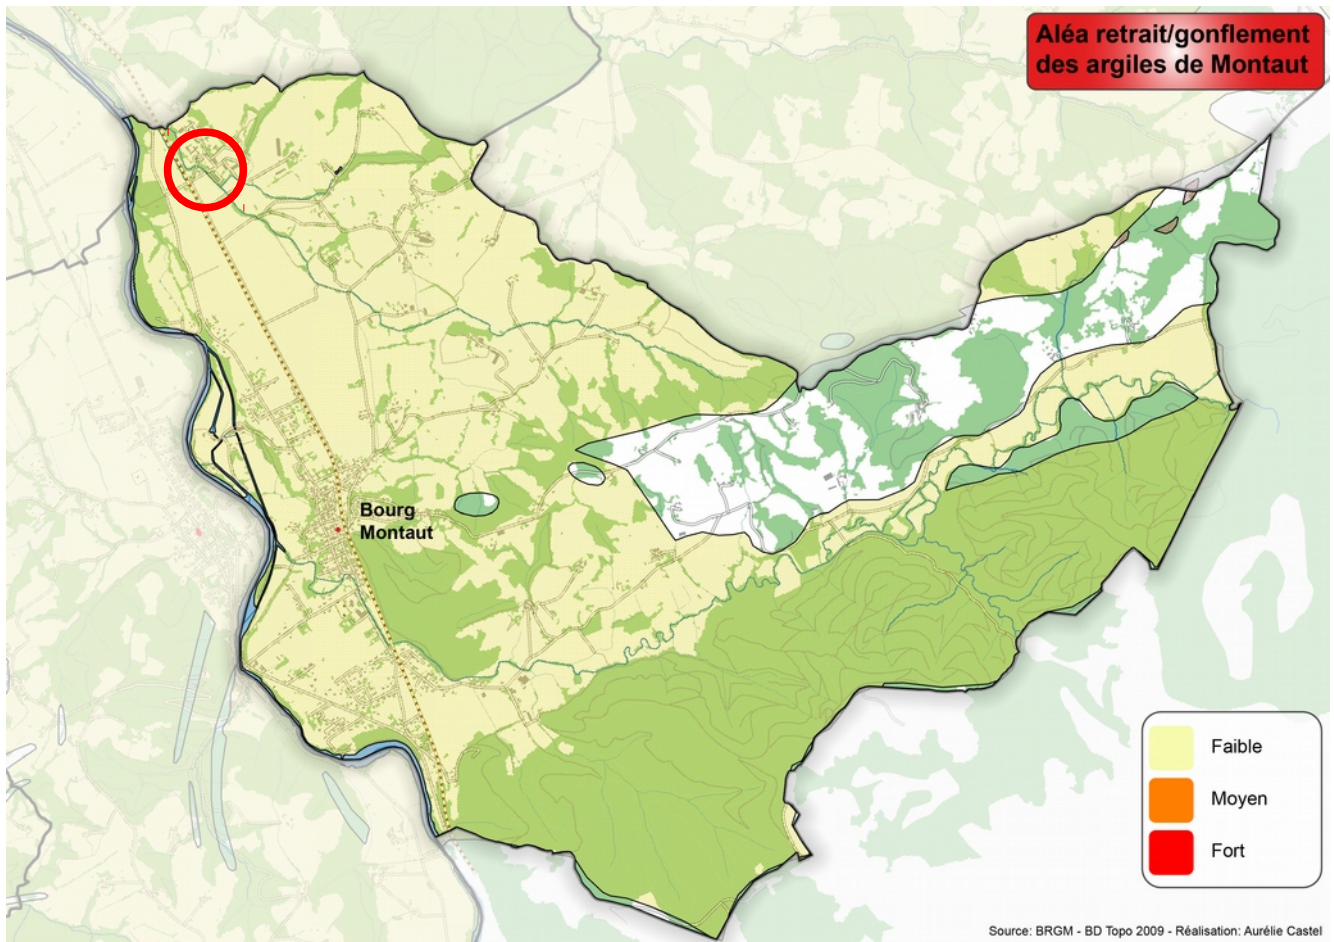 Aléa retrait/gonflement
des argiles de Montaut
Bourg
Montaut
Faible
Moyen
Fort
Source: BRGM - BD Topo 2009 - Réalisation: Aurélie Castel